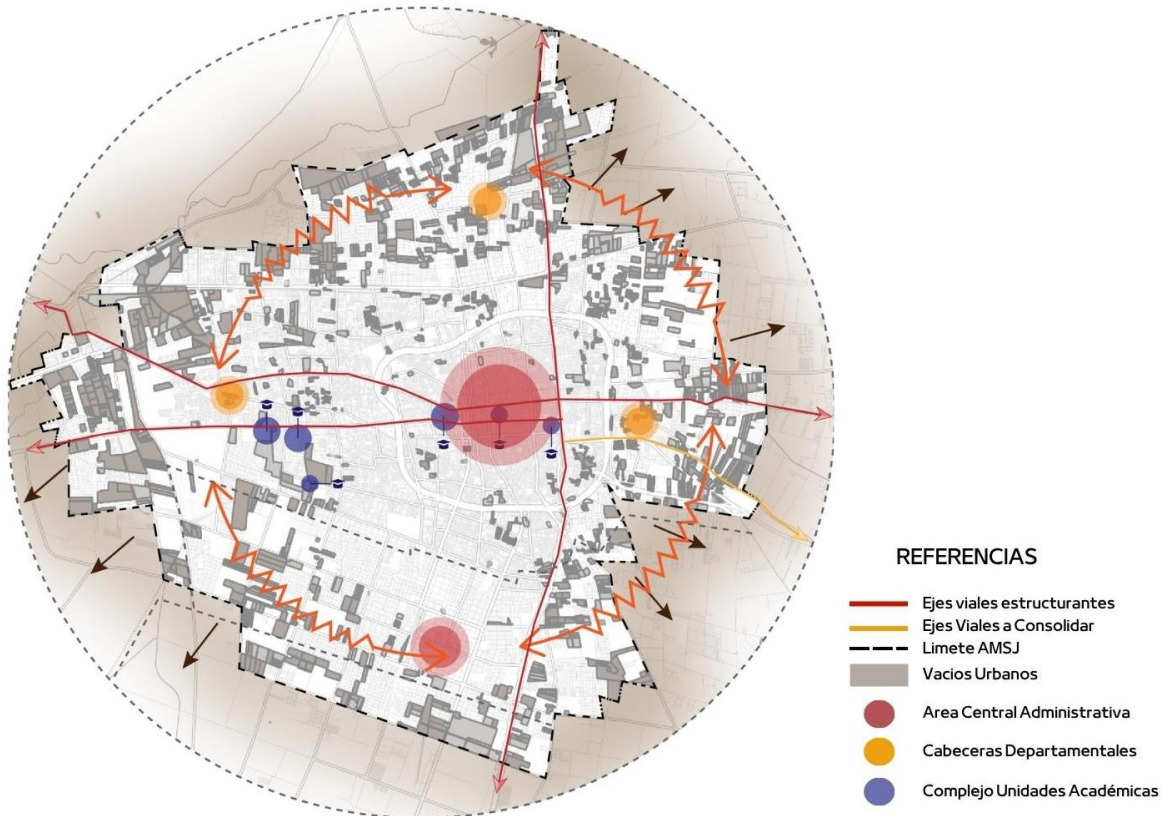 REFERENCIAS
Ejes viales estructurantes
Ejes Viales a Consolidar
Limete AMSJ
Vacios Urbanos
Area Central Administrativa
Cabeceras Departamentales
Complejo Unidades Académicas